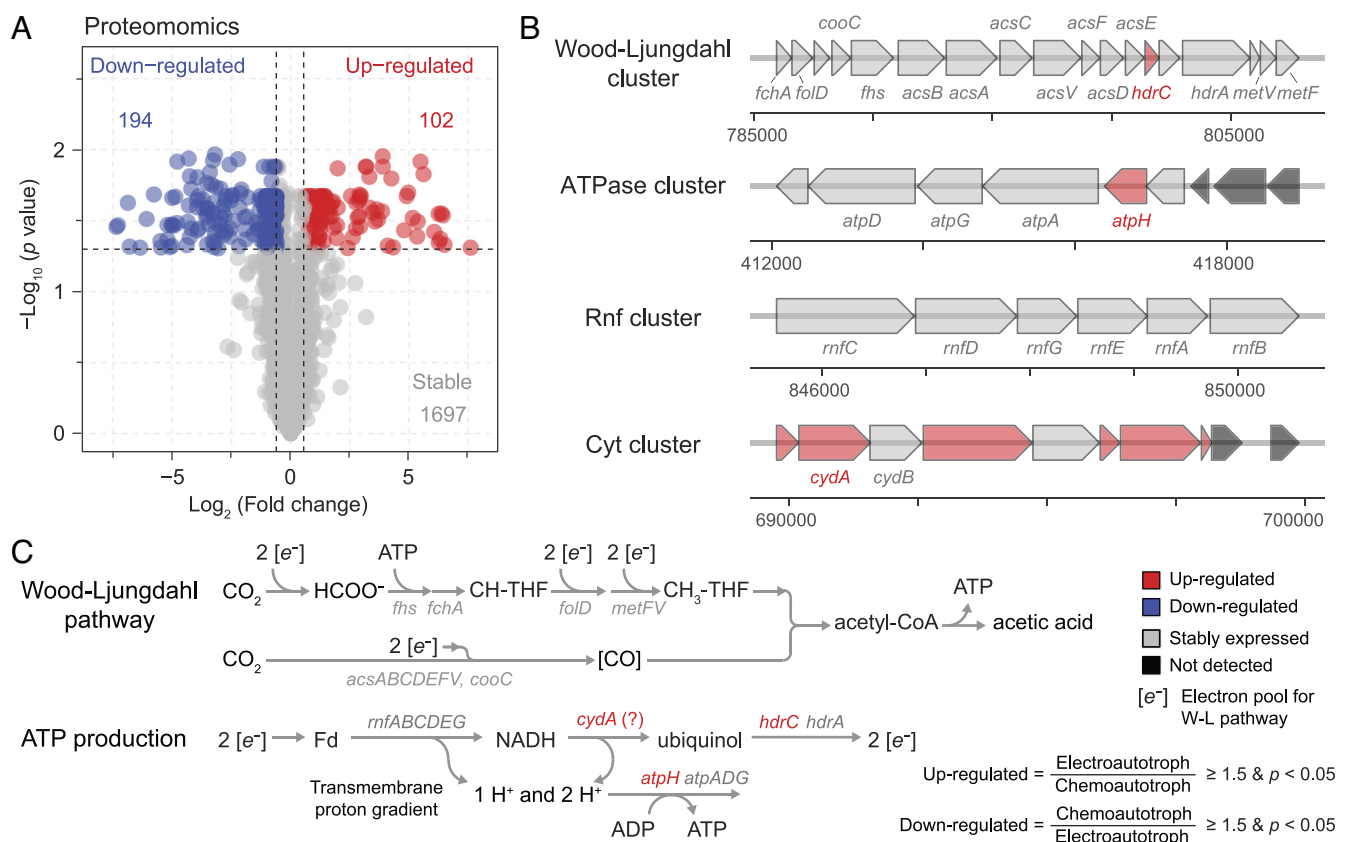 A
Proteomomics
Down−regulated
Up−regulated
194
102
Stable
1697
2
1
0
−Log10 (p value)
−5
0
5
Log2 (Fold change)
B
Wood-Ljungdahl
cluster
cooC
acsC
acsF
acsE
fchA
folD
fhs
acsB
acsA
acsV
acsD
hdrC
hdrA
metV
metF
785000
805000
ATPase cluster
atpD
atpG
atpA
atpH
412000
418000
Rnf cluster
rnfC
rnfD
rnfG
rnfE
rnfA
rnfB
846000
850000
Cyt cluster
cydA
cydB
690000
700000
C
Wood-Ljungdahl
pathway
2 [e−]
ATP
2 [e−]
2 [e−]
CO2
HCOO−
fhs
fchA
CH-THF
folD
metFV
CH3-THF
ATP
acetyl-CoA
acetic acid
2 [e−]
CO2
[CO]
acsABCDEFV, cooC
ATP production
2 [e−]
Fd
rnfABCDEG
NADH
cydA (?)
ubiquinol
hdrC hdrA
2 [e−]
Transmembrane
proton gradient
1 H+ and 2 H+
atpH atpADG
ADP
ATP
Up-regulated
Down-regulated
Stably expressed
Not detected
[e−] Electron pool for
W-L pathway
Up-regulated = Electroautotroph / Chemoautotroph ≥ 1.5 & p < 0.05
Down-regulated = Chemoautotroph / Electroautotroph ≥ 1.5 & p < 0.05